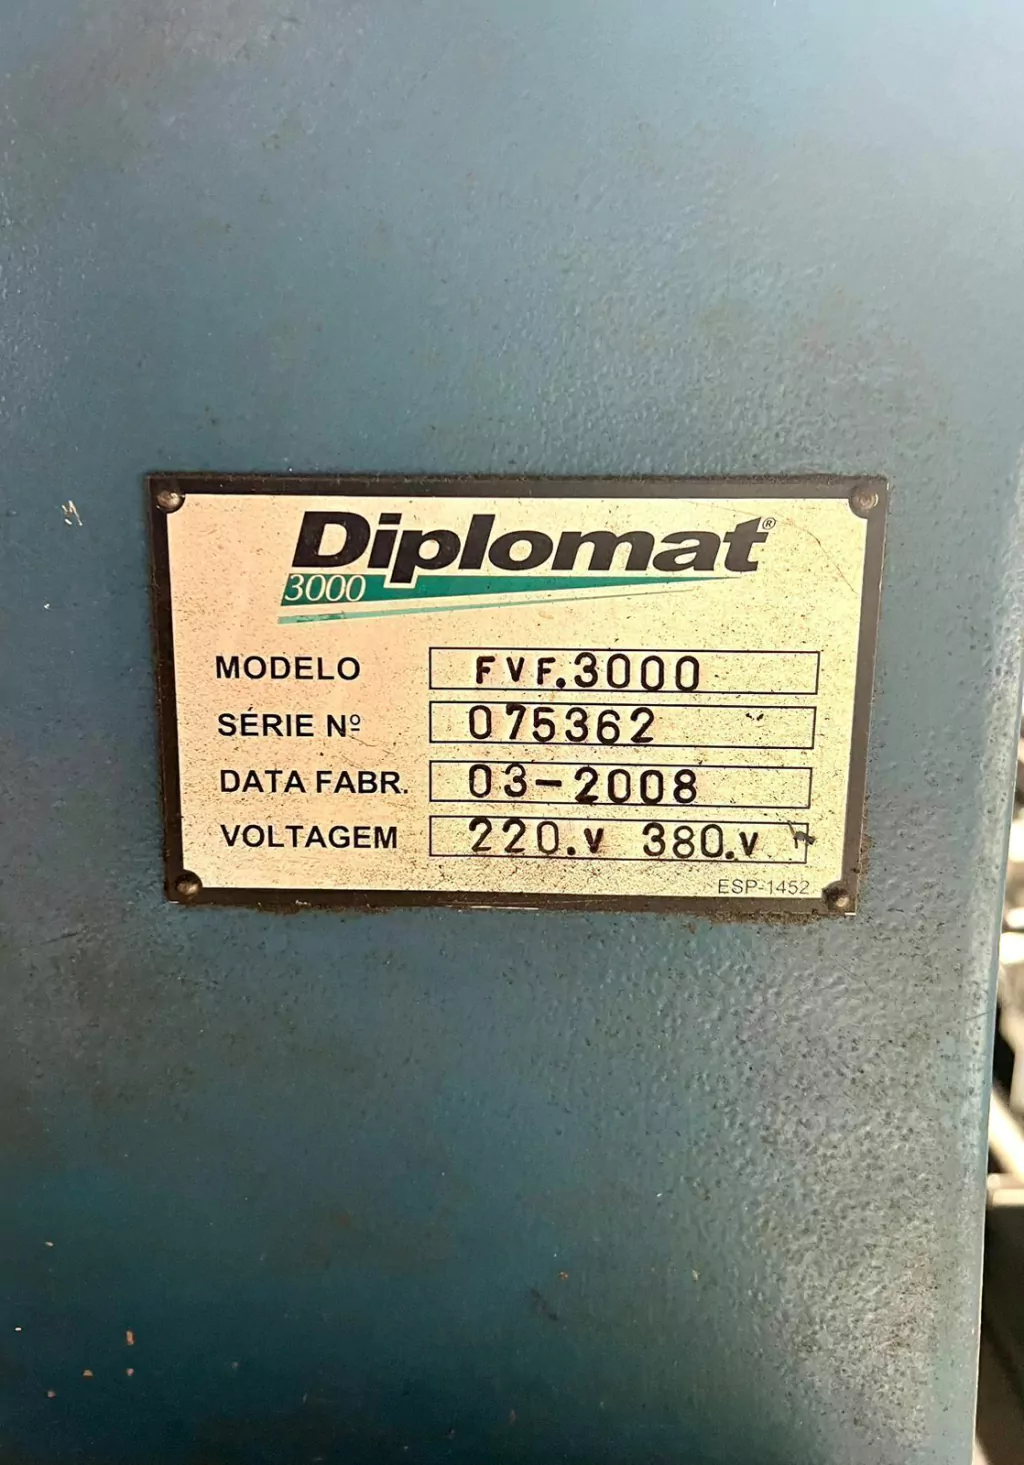 Diplomat®
3000
MODELO FVF.3000
SÉRIE Nº 075362
DATA FABR. 03-2008
VOLTAGEM 220.V 380.V
ESP-1452